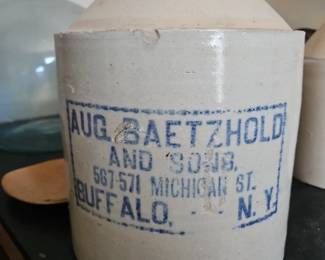 AUG. BAETZHOLD
AND SONS.
567-571 MICHIGAN ST.
BUFFALO, - - N.Y.